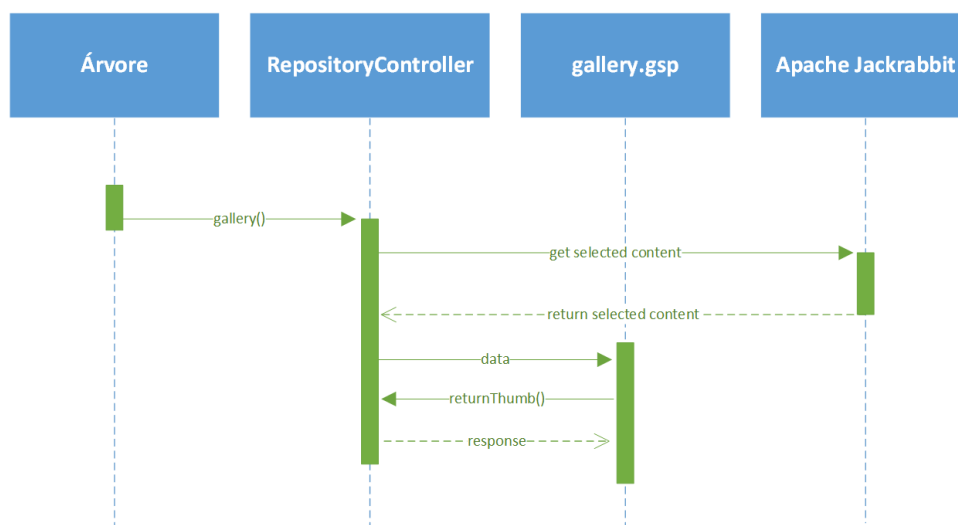 Árvore
RepositoryController
gallery.gsp
Apache Jackrabbit
gallery()
get selected content
return selected content
data
returnThumb()
response